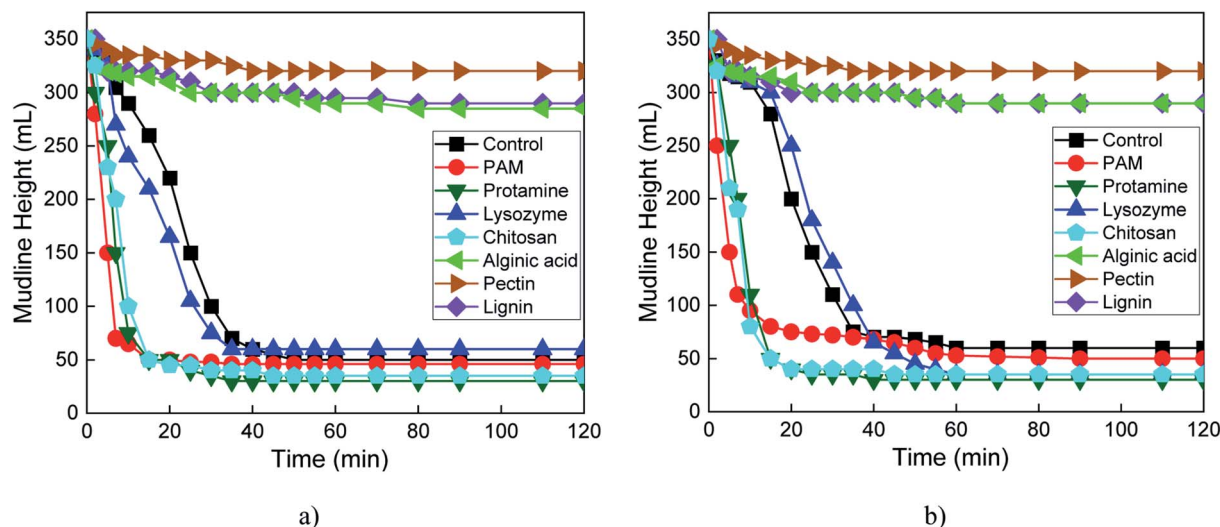 350
300
250
200
150
100
50
0
Mudline Height (mL)
0 20 40 60 80 100 120
Time (min)
Control
PAM
Protamine
Lysozyme
Chitosan
Alginic acid
Pectin
Lignin
a)
350
300
250
200
150
100
50
0
Mudline Height (mL)
0 20 40 60 80 100 120
Time (min)
Control
PAM
Protamine
Lysozyme
Chitosan
Alginic acid
Pectin
Lignin
b)